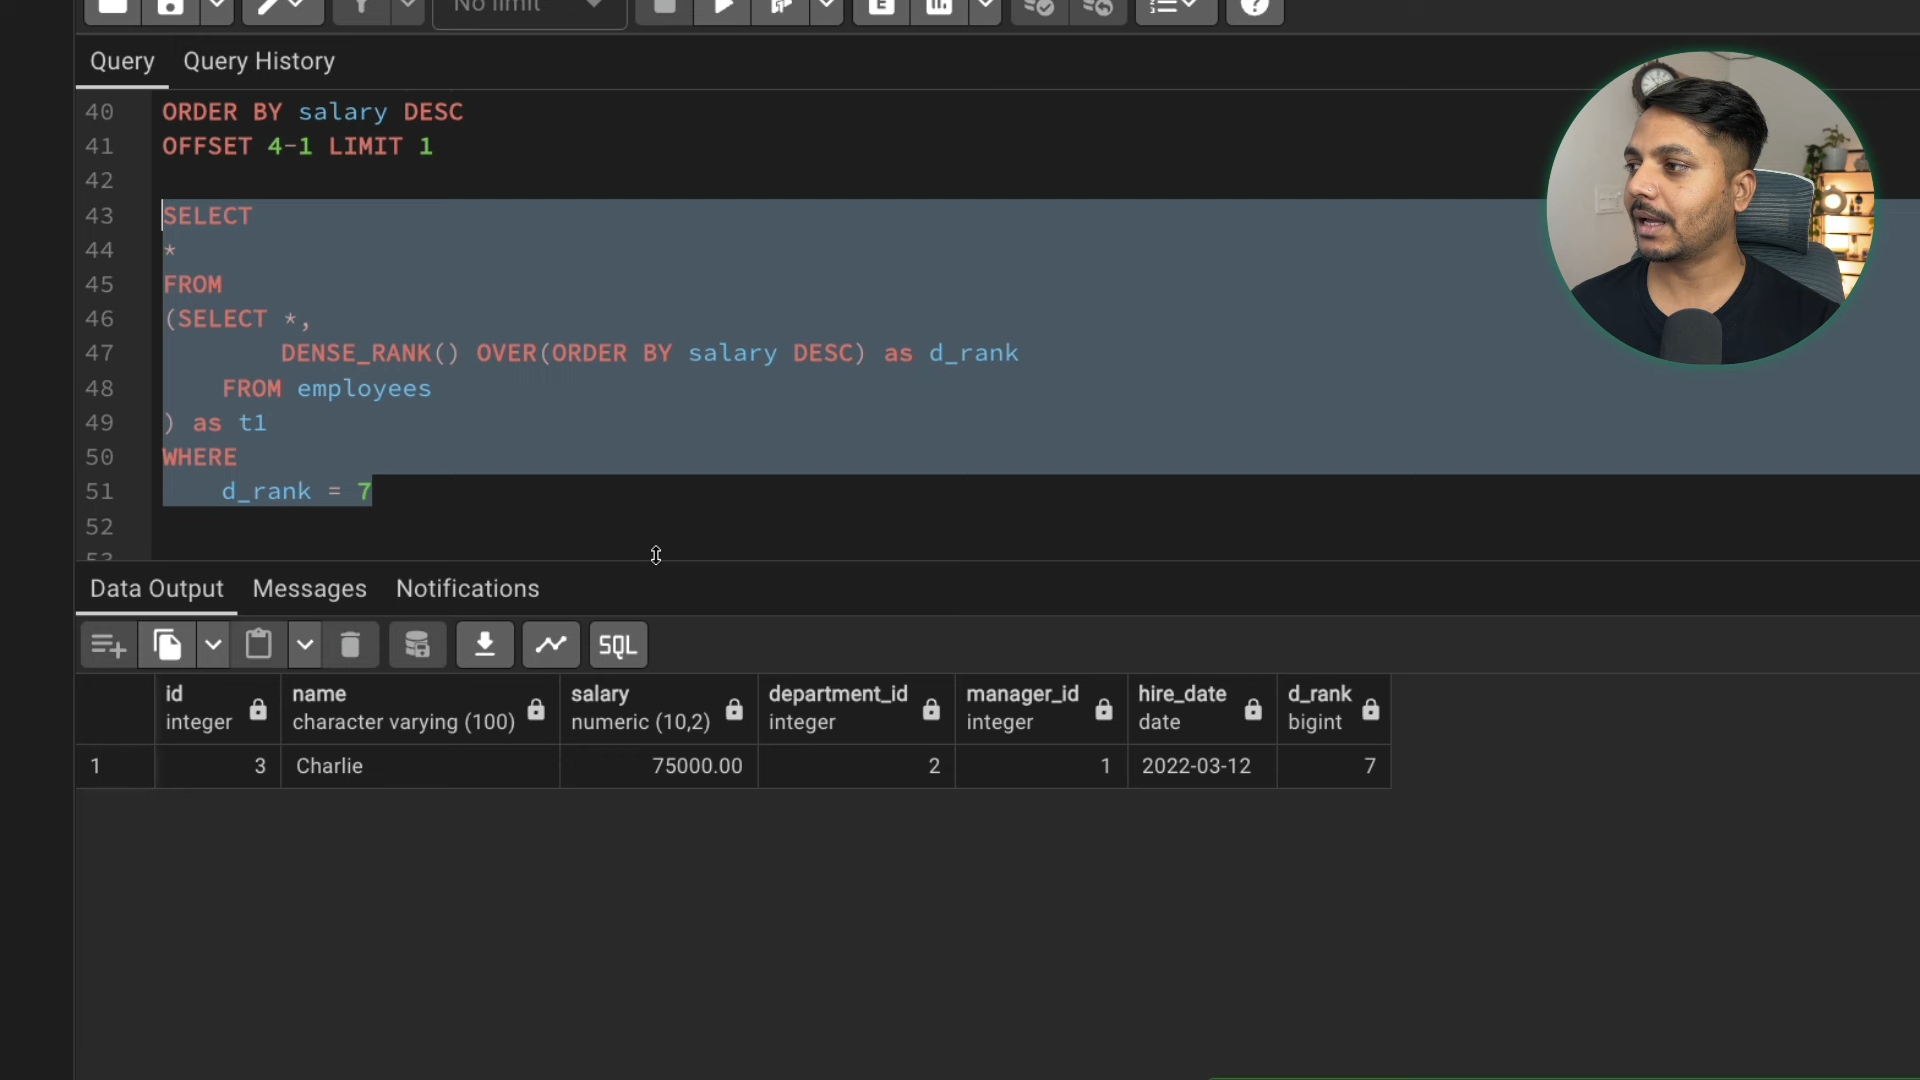 No limit
Query Query History
40 ORDER BY salary DESC
41 OFFSET 4-1 LIMIT 1
42
43 SELECT
44 *
45 FROM
46 (SELECT *,
47 DENSE_RANK() OVER(ORDER BY salary DESC) as d_rank
48 FROM employees
49 ) as t1
50 WHERE
51 d_rank = 7
52
53
Data Output Messages Notifications
SQL
id name salary department_id manager_id hire_date d_rank
integer character varying (100) numeric (10,2) integer integer date bigint
1 3 Charlie 75000.00 2 1 2022-03-12 7